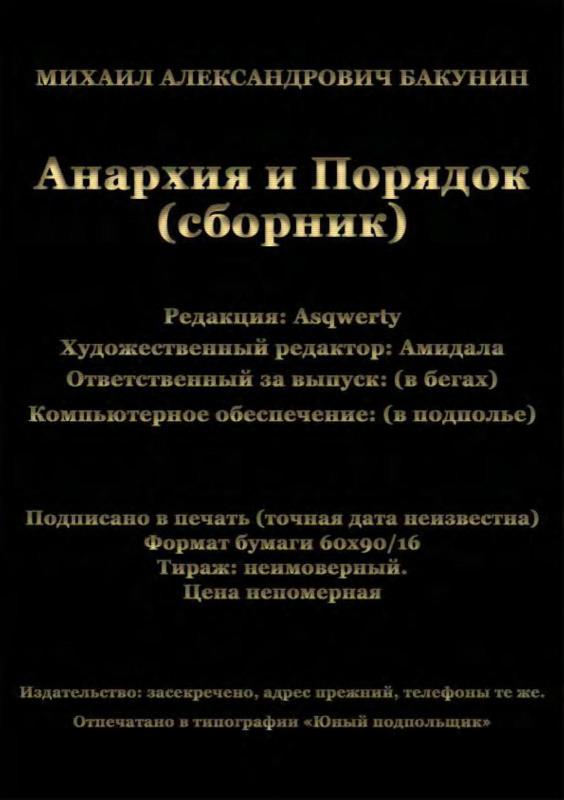 МИХАИЛ АЛЕКСАНДРОВИЧ БАКУНИН
Анархия и Порядок
(сборник)
Редакция: Asqwerty
Художественный редактор: Амидала
Ответственный за выпуск: (в бегах)
Компьютерное обеспечение: (в подполье)
Подписано в печать (точная дата неизвестна)
Формат бумаги 60x90/16
Тираж: неимоверный.
Цена непомерная
Издательство: засекречено, адрес прежний, телефоны те же.
Отпечатано в типографии «Юный подпольщик»